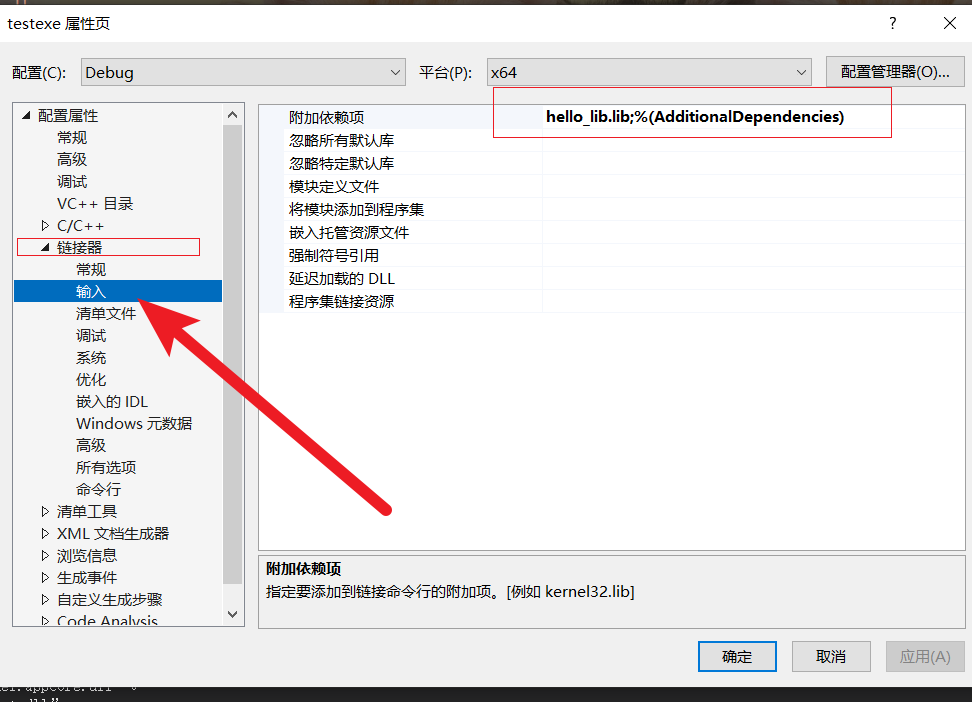 testexe 属性页
?
配置(C):
Debug
平台(P):
x64
配置管理器(O)...
配置属性
常规
高级
调试
VC++ 目录
C/C++
链接器
常规
输入
清单文件
调试
系统
优化
嵌入的 IDL
Windows 元数据
高级
所有选项
命令行
清单工具
XML 文档生成器
浏览信息
生成事件
自定义生成步骤
Code Analysis
附加依赖项
hello_lib.lib;%(AdditionalDependencies)
忽略所有默认库
忽略特定默认库
模块定义文件
将模块添加到程序集
嵌入托管资源文件
强制符号引用
延迟加载的 DLL
程序集链接资源
附加依赖项
指定要添加到链接命令行的附加项。[例如 kernel32.lib]
确定
取消
应用(A)